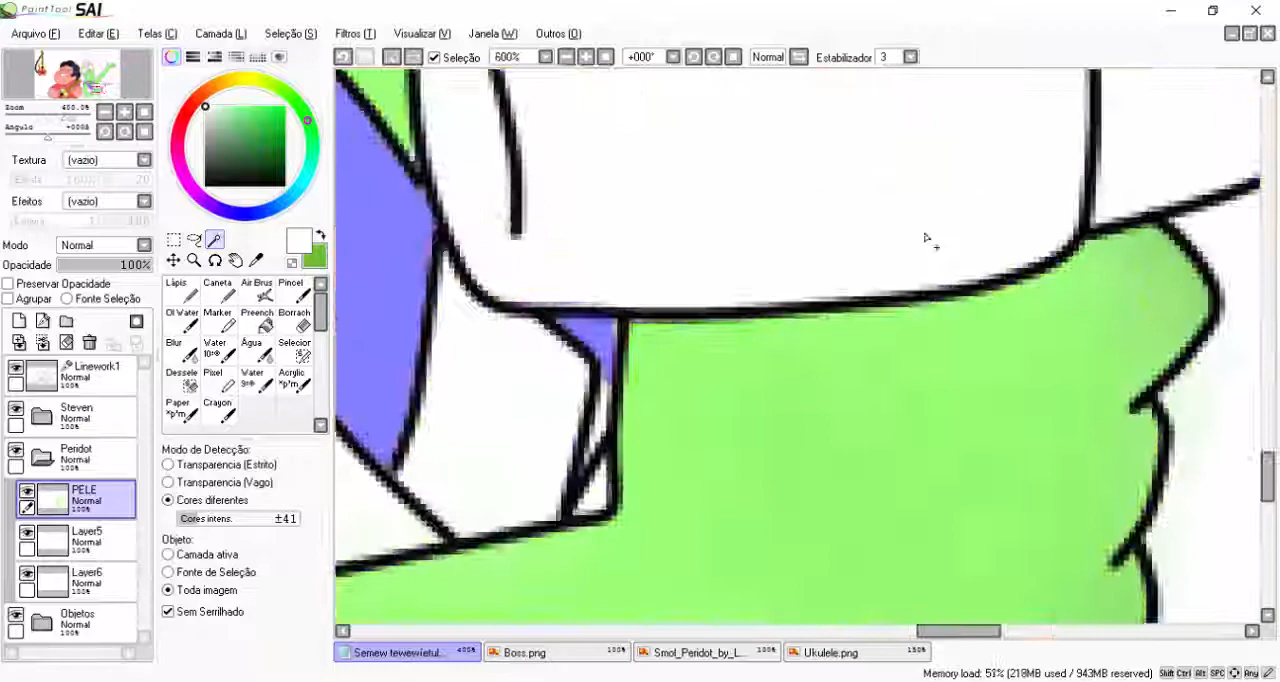 PaintTool SAI
Arquivo (F) Editar (E) Telas (C) Camada (L) Seleção (S) Filtros (T) Visualizar (V) Janela (W) Outros (O)
Seleção 600% +000° Normal Estabilizador 3
Zoom 400.0%
Angulo +000°
Textura (vazio)
Efeitos (vazio)
Modo Normal
Opacidade 100%
Preservar Opacidade
Agrupar Fonte Seleção
Linework1
Normal
100%
Steven
Normal
100%
Peridot
Normal
100%
PELE
Normal
100%
Layer5
Normal
100%
Layer6
Normal
100%
Objetos
Normal
100%
Lápis Caneta Air Brus Pincel
Ol Water Marker Preench Borrach
Blur Water Água Selecior
Dessele Pixel Water Acrylic
Paper Crayon
Modo de Detecção:
Transparencia (Estrito)
Transparencia (Vago)
Cores diferentes
Cores intens. ±41
Objeto:
Camada ativa
Fonte de Seleção
Toda imagem
Sem Serrilhado
400% Boss.png 100% Smol_Peridot_by_L... 100% Ukulele.png 150%
Memory load: 51% (218MB used / 943MB reserved) Shift Ctrl Alt SPC Any